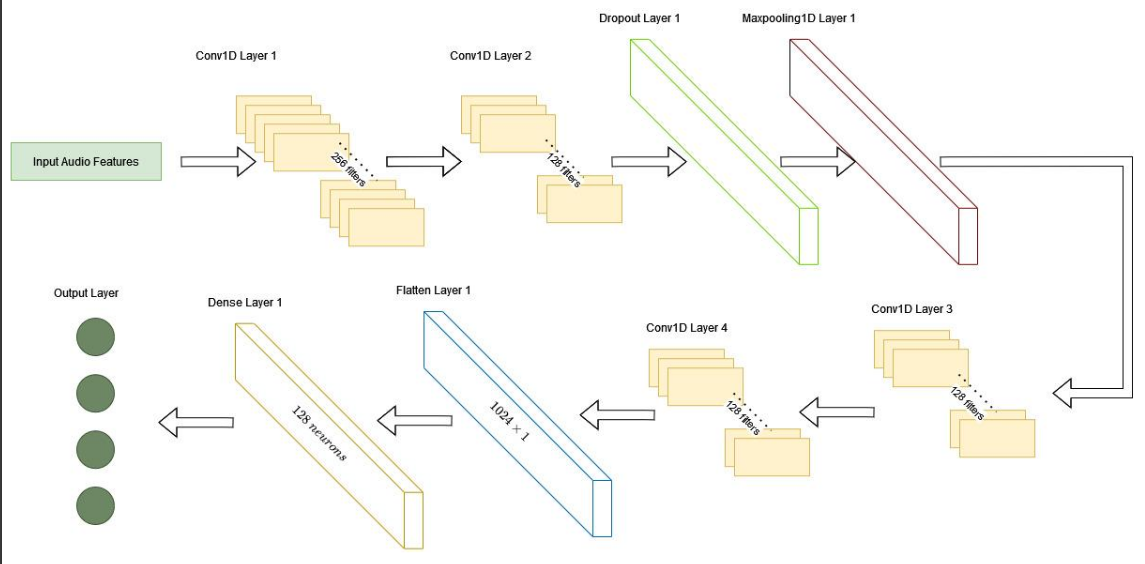 Input Audio Features
Conv1D Layer 1
256 filters
Conv1D Layer 2
128 filters
Dropout Layer 1
Maxpooling1D Layer 1
Conv1D Layer 3
128 filters
Conv1D Layer 4
128 filters
Flatten Layer 1
1024 × 1
Dense Layer 1
128 neurons
Output Layer